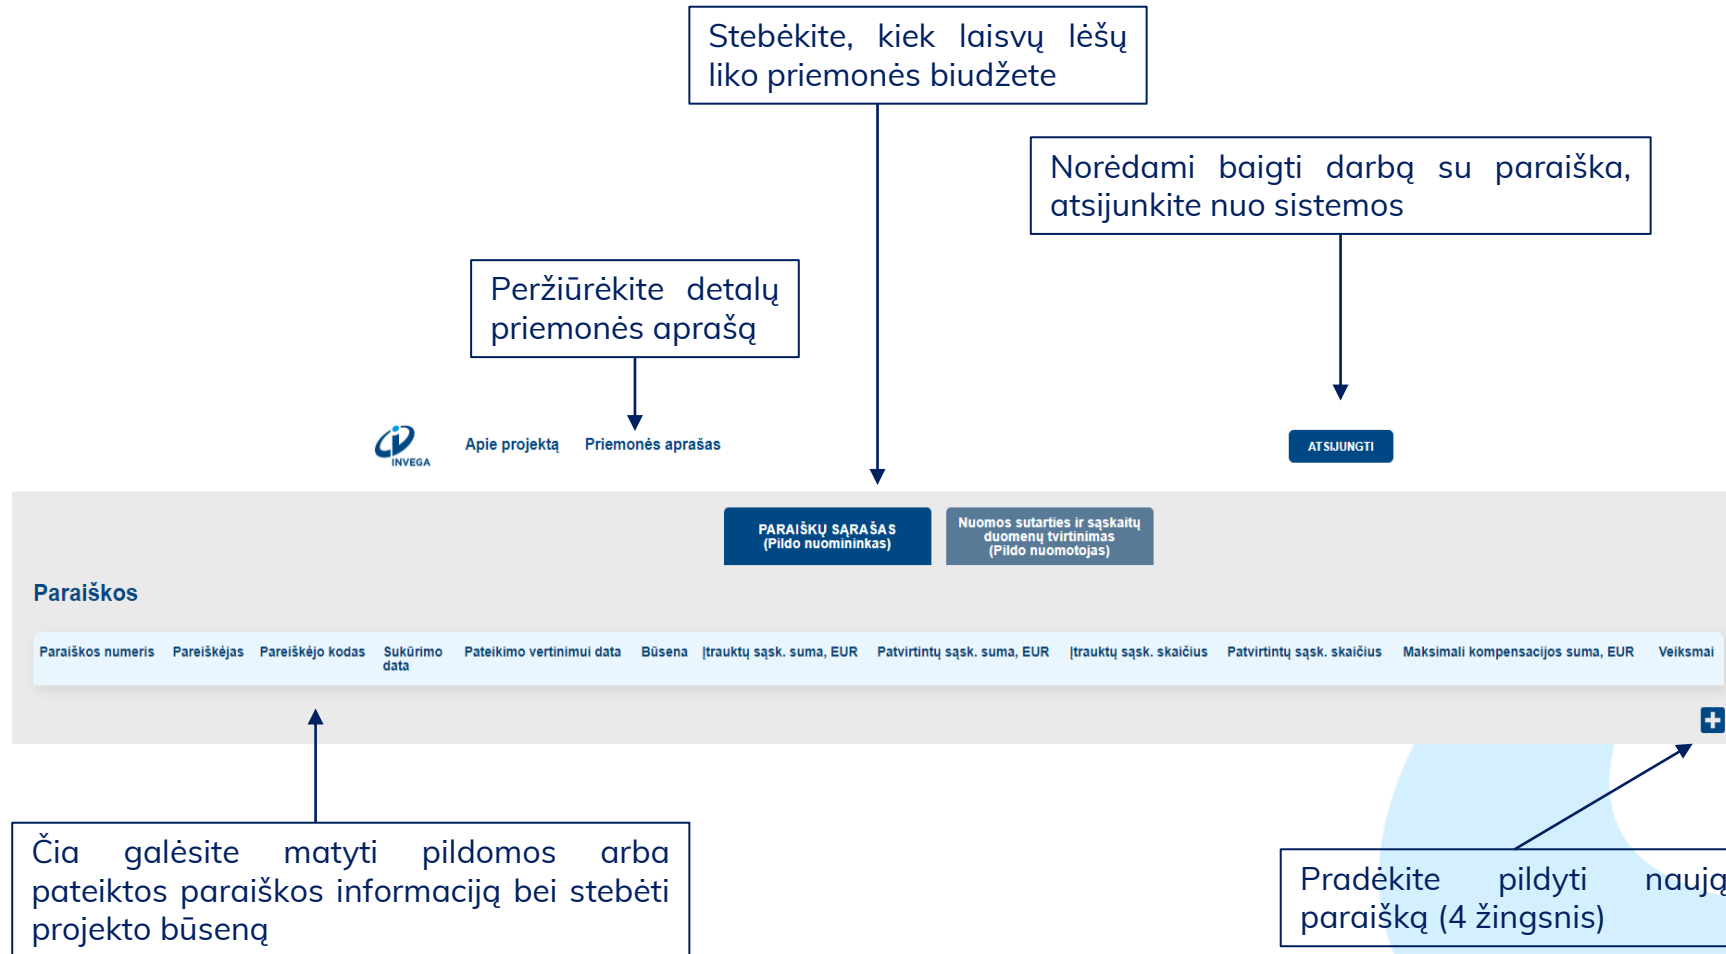 Stebėkite, kiek laisvų lėšų
liko priemonės biudžete
Norėdami baigti darbą su paraiška,
atsijunkite nuo sistemos
Peržiūrėkite detalų
priemonės aprašą
INVEGA
Apie projektą
Priemonės aprašas
ATSIJUNGTI
PARAIŠKŲ SĄRAŠAS
(Pildo nuomininkas)
Nuomos sutarties ir sąskaitų
duomenų tvirtinimas
(Pildo nuomotojas)
Paraiškos
Paraiškos numeris
Pareiškėjas
Pareiškėjo kodas
Sukūrimo
data
Pateikimo vertinimui data
Būsena
Įtrauktų sąsk. suma, EUR
Patvirtintų sąsk. suma, EUR
Įtrauktų sąsk. skaičius
Patvirtintų sąsk. skaičius
Maksimali kompensacijos suma, EUR
Veiksmai
Čia galėsite matyti pildomos arba
pateiktos paraiškos informaciją bei stebėti
projekto būseną
Pradėkite pildyti naują
paraišką (4 žingsnis)